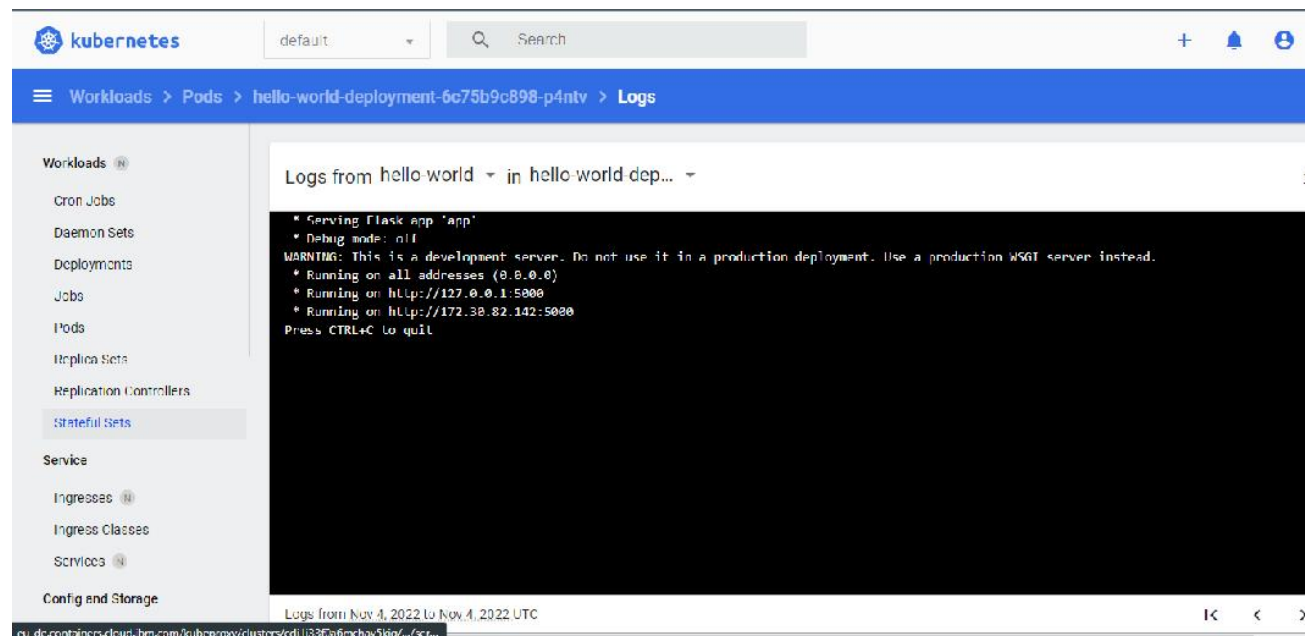 kubernetes
default
Search
Workloads > Pods > hello-world-deployment-6c75b9c898-p4ntv > Logs
Workloads N
Cron Jobs
Daemon Sets
Deployments
Jobs
Pods
Replica Sets
Replication Controllers
Stateful Sets
Service
Ingresses N
Ingress Classes
Services N
Config and Storage
Logs from hello-world in hello-world-dep...
* Serving Flask app 'app'
* Debug mode: off
WARNING: This is a development server. Do not use it in a production deployment. Use a production WSGI server instead.
* Running on all addresses (0.0.0.0)
* Running on http://127.0.0.1:5000
* Running on http://172.30.82.142:5000
Press CTRL+C to quit
Logs from Nov 4, 2022 to Nov 4, 2022 UTC